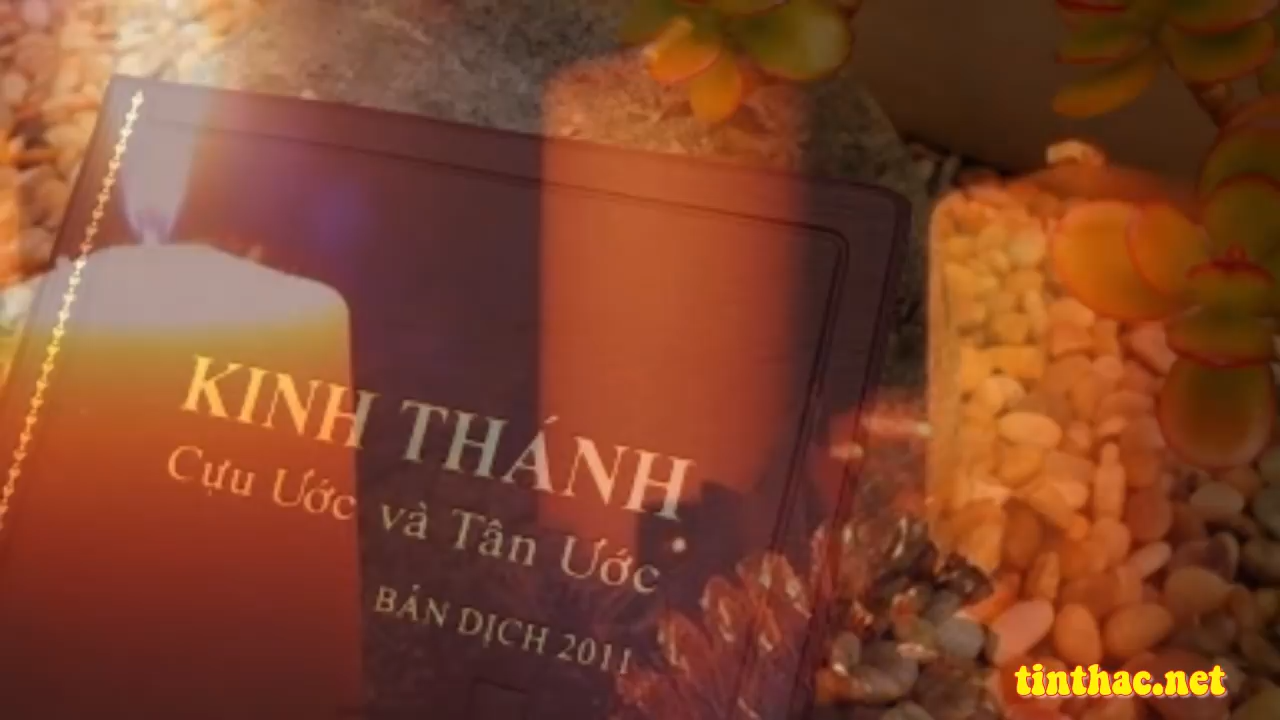 KINH THÁNH
Cựu Ước và Tân Ước
BẢN DỊCH 2011
tinthac.net